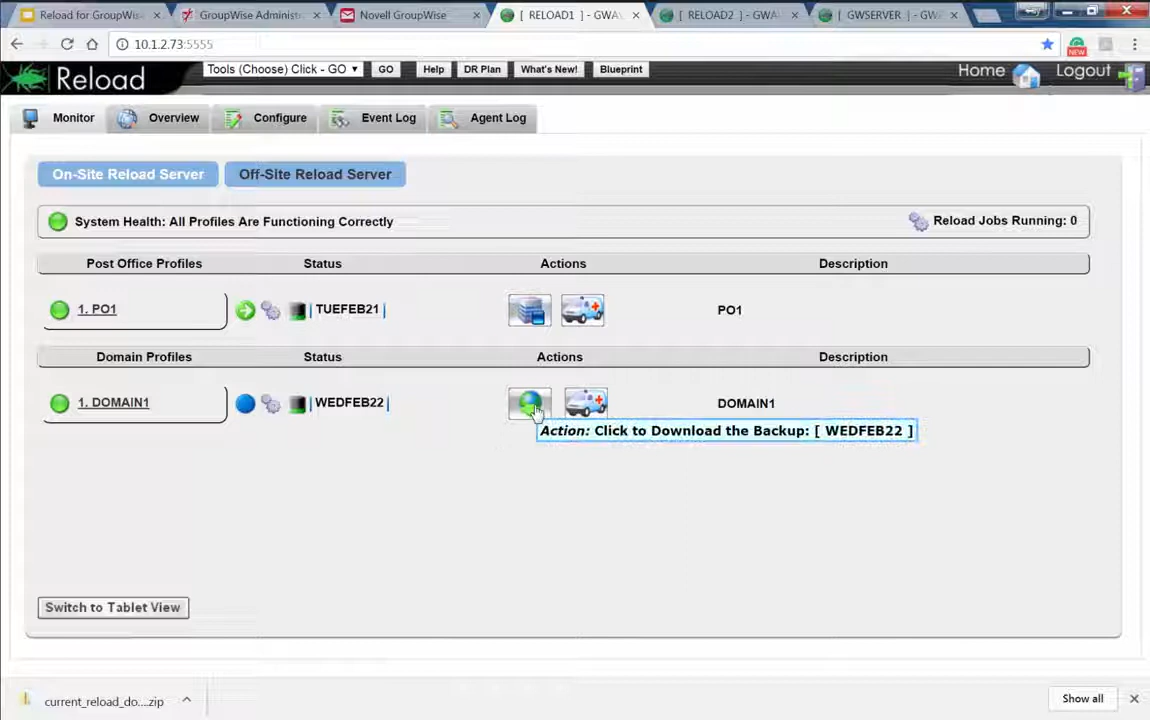 Reload for GroupWise
GroupWise Administ
Novell GroupWise
[ RELOAD1 ] - GWA
[ RELOAD2 ] - GWA
[ GWSERVER ] - GW
10.1.2.73:5555
NEW
Reload
Tools (Choose) Click - GO
GO
Help
DR Plan
What's New!
Blueprint
Home
Logout
Monitor
Overview
Configure
Event Log
Agent Log
On-Site Reload Server
Off-Site Reload Server
System Health: All Profiles Are Functioning Correctly
Reload Jobs Running: 0
Post Office Profiles
Status
Actions
Description
1. PO1
TUEFEB21
PO1
Domain Profiles
Status
Actions
Description
1. DOMAIN1
WEDFEB22
DOMAIN1
Action: Click to Download the Backup: [ WEDFEB22 ]
Switch to Tablet View
current_reload_do....zip
Show all